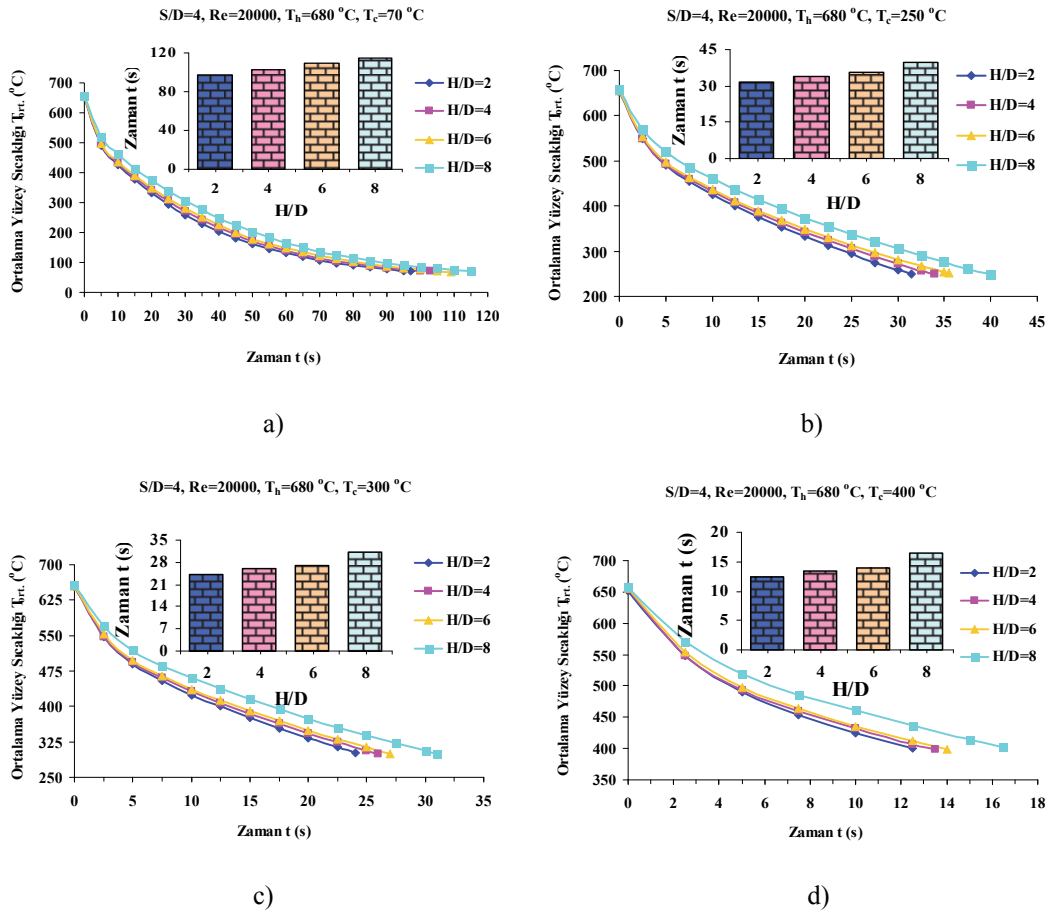 S/D=4, Re=20000, Tₕ=680 °C, T_c=70 °C
Ortalama Yüzey Sıcaklığı Tₒᵣₜ. (°C)
700
600
500
400
300
200
100
0
Zaman t (s)
120
80
40
0
2 4 6 8
H/D
H/D=2
H/D=4
H/D=6
H/D=8
0 10 20 30 40 50 60 70 80 90 100 110 120
Zaman t (s)
a)
S/D=4, Re=20000, Tₕ=680 °C, T_c=250 °C
Ortalama Yüzey Sıcaklığı Tₒᵣₜ. (°C)
700
600
500
400
300
200
Zaman t (s)
45
30
15
0
2 4 6 8
H/D
H/D=2
H/D=4
H/D=6
H/D=8
0 5 10 15 20 25 30 35 40 45
Zaman t (s)
b)
S/D=4, Re=20000, Tₕ=680 °C, T_c=300 °C
Ortalama Yüzey Sıcaklığı Tₒᵣₜ. (°C)
700
625
550
475
400
325
250
Zaman t (s)
35
28
21
14
7
0
2 4 6 8
H/D
H/D=2
H/D=4
H/D=6
H/D=8
0 5 10 15 20 25 30 35
Zaman t (s)
c)
S/D=4, Re=20000, Tₕ=680 °C, T_c=400 °C
Ortalama Yüzey Sıcaklığı Tₒᵣₜ. (°C)
700
650
600
550
500
450
400
350
Zaman t (s)
20
15
10
5
0
2 4 6 8
H/D
H/D=2
H/D=4
H/D=6
H/D=8
0 2 4 6 8 10 12 14 16 18
Zaman t (s)
d)